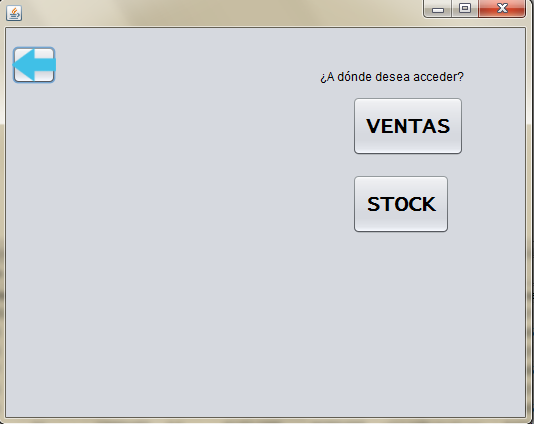 ¿A dónde desea acceder?
VENTAS
STOCK